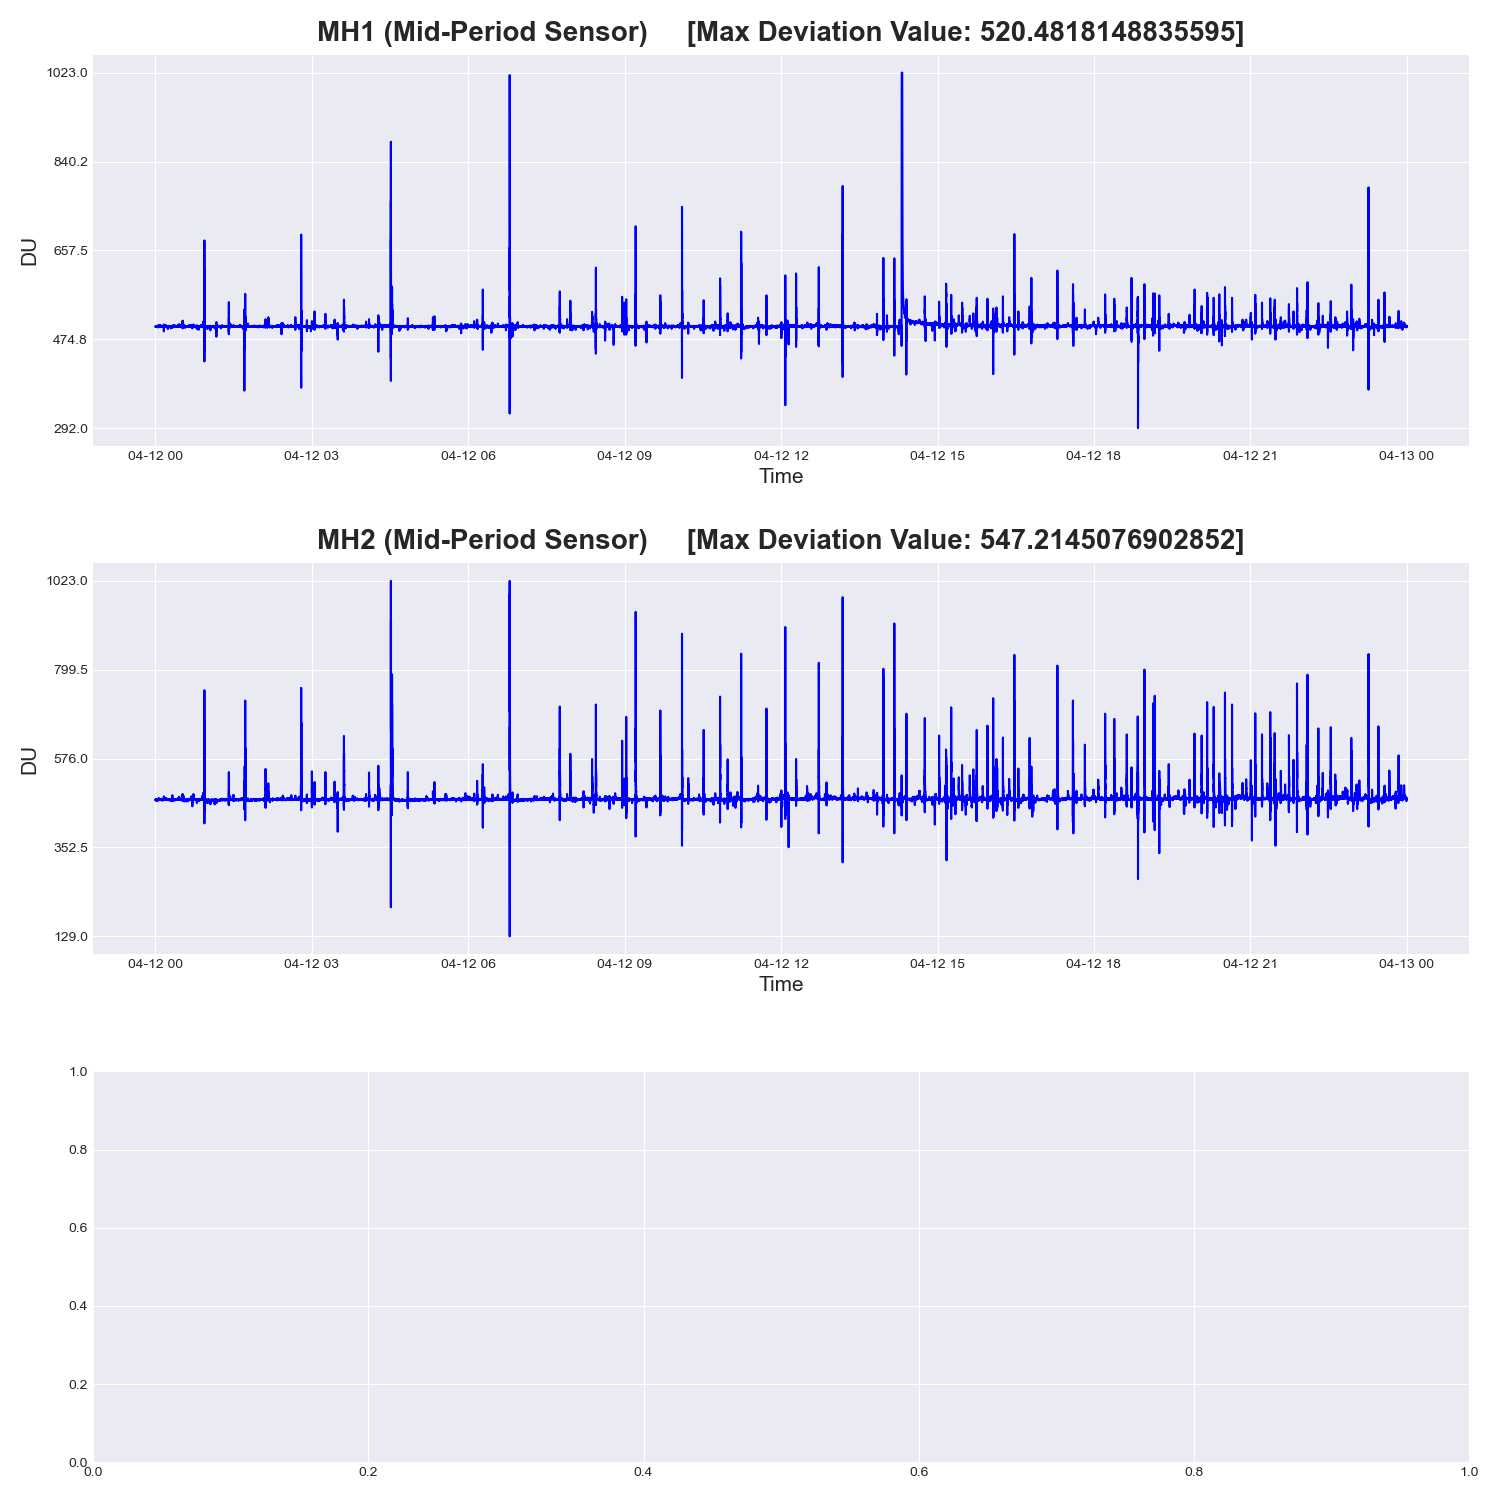 MH1 (Mid-Period Sensor) [Max Deviation Value: 520.4818148835595]
1023.0
840.2
657.5
474.8
292.0
DU
04-12 00 04-12 03 04-12 06 04-12 09 04-12 12 04-12 15 04-12 18 04-12 21 04-13 00
Time
MH2 (Mid-Period Sensor) [Max Deviation Value: 547.2145076902852]
1023.0
799.5
576.0
352.5
129.0
DU
04-12 00 04-12 03 04-12 06 04-12 09 04-12 12 04-12 15 04-12 18 04-12 21 04-13 00
Time
1.0
0.8
0.6
0.4
0.2
0.0
0.0 0.2 0.4 0.6 0.8 1.0